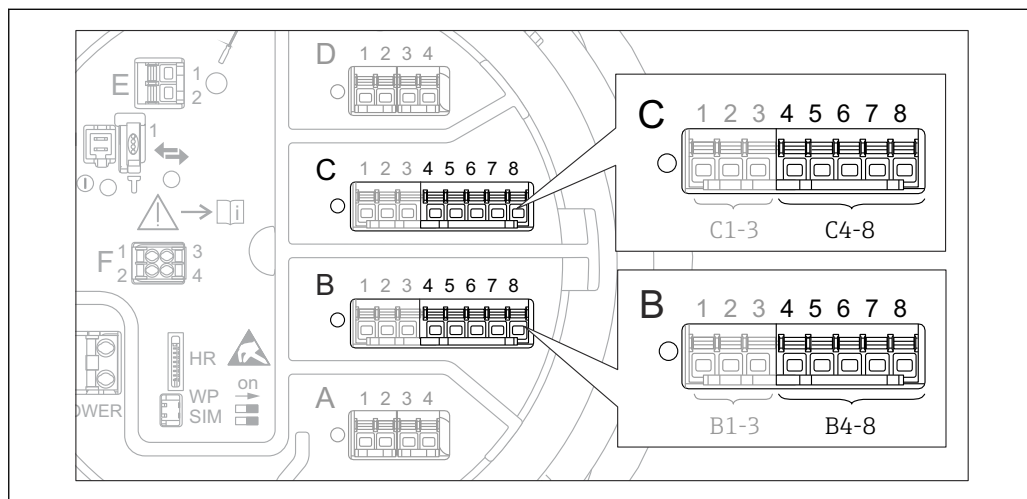 D 1 2 3 4
E 1
2
1
C 1 2 3 4 5 6 7 8
C 1 2 3 4 5 6 7 8
C1-3 C4-8
i
F 1 3
2 4
B 1 2 3 4 5 6 7 8
B 1 2 3 4 5 6 7 8
B1-3 B4-8
HR
on
WP
SIM
OWER
A 1 2 3 4